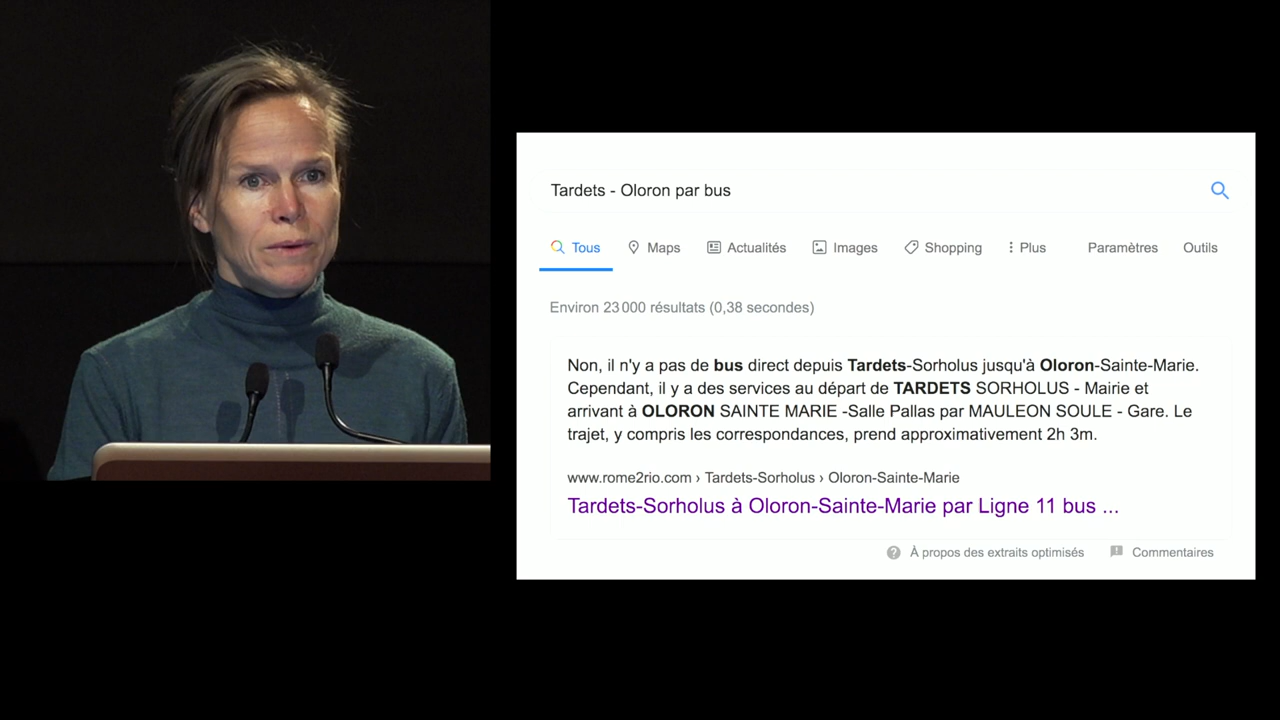 Tardets - Oloron par bus
Tous Maps Actualités Images Shopping Plus Paramètres Outils
Environ 23 000 résultats (0,38 secondes)
Non, il n'y a pas de bus direct depuis Tardets-Sorholus jusqu'à Oloron-Sainte-Marie.
Cependant, il y a des services au départ de TARDETS SORHOLUS - Mairie et
arrivant à OLORON SAINTE MARIE -Salle Pallas par MAULEON SOULE - Gare. Le
trajet, y compris les correspondances, prend approximativement 2h 3m.
www.rome2rio.com › Tardets-Sorholus › Oloron-Sainte-Marie
Tardets-Sorholus à Oloron-Sainte-Marie par Ligne 11 bus ...
À propos des extraits optimisés Commentaires